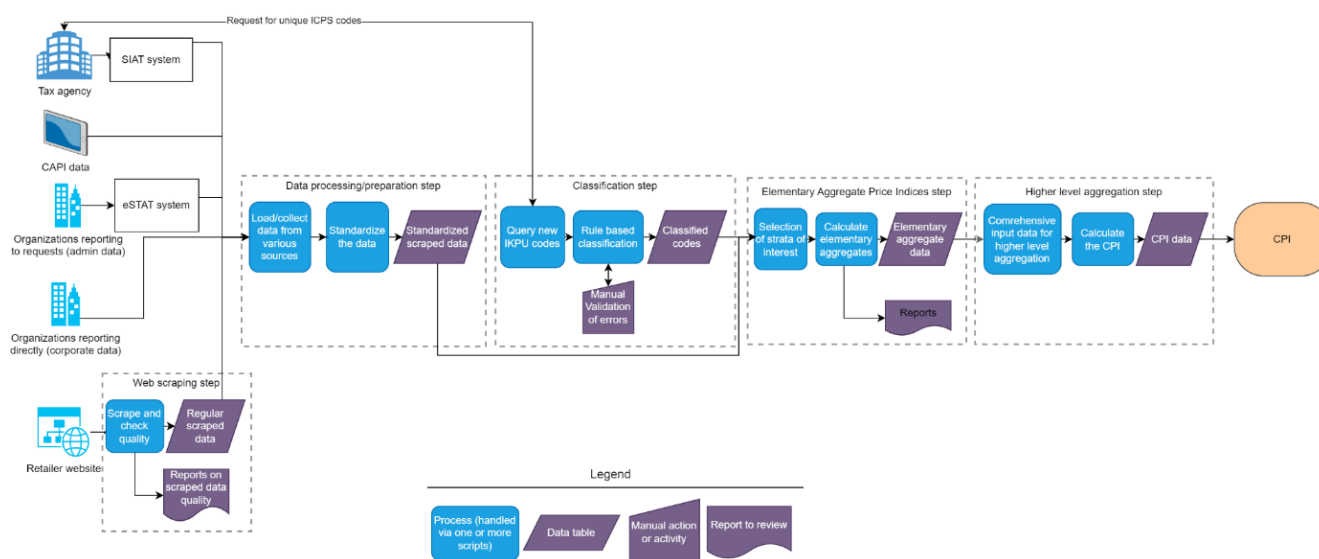 Request for unique ICPS codes
SIAT system
Tax agency
CAPI data
eSTAT system
Organizations reporting
to requests (admin data)
Organizations reporting
directly (corporate data)
Data processing/preparation step
Load/collect
data from
various
sources
Standardize
the data
Standardized
scraped data
Classification step
Query new
IKPU codes
Rule based
classification
Classified
codes
Manual
Validation
of errors
Elementary Aggregate Price Indices step
Selection
of strata of
interest
Calculate
elementary
aggregates
Elementary
aggregate
data
Reports
Higher level aggregation step
Comrehensive
input data for
higher level
aggregation
Calculate
the CPI
CPI data
CPI
Web scraping step
Scrape and
check
quality
Regular
scraped
data
Reports on
scraped data
quality
Retailer website
Legend
Process (handled
via one or more
scripts)
Data table
Manual action
or activity
Report to review